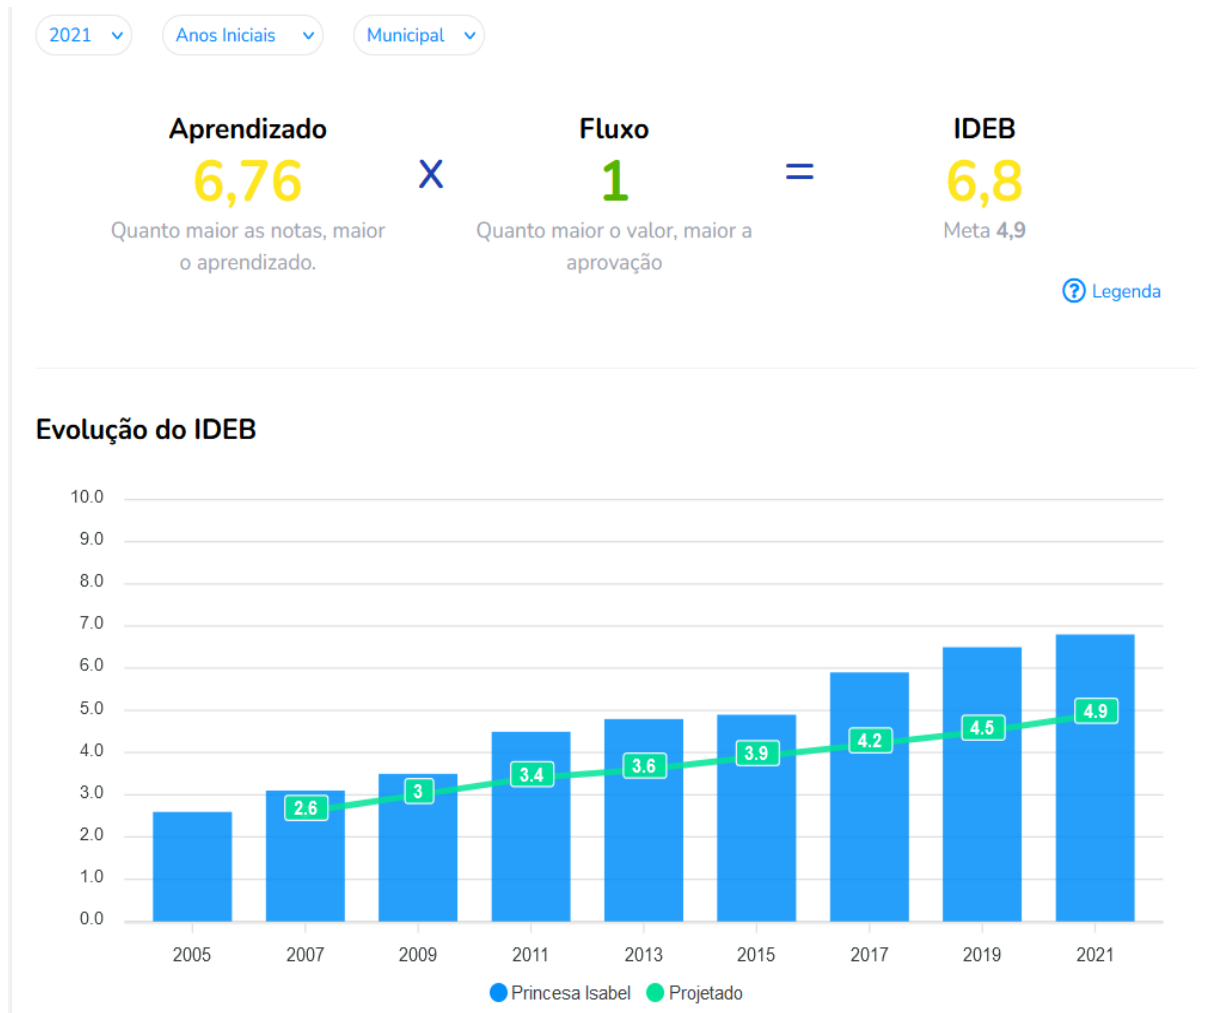 2021 Anos Iniciais Municipal
Aprendizado Fluxo IDEB
6,76 X 1 = 6,8
Quanto maior as notas, maior Quanto maior o valor, maior a Meta 4,9
o aprendizado. aprovação
? Legenda
Evolução do IDEB
10.0
9.0
8.0
7.0
6.0
5.0
4.0
3.0
2.0
1.0
0.0
2.6 3 3.4 3.6 3.9 4.2 4.5 4.9
2005 2007 2009 2011 2013 2015 2017 2019 2021
Princesa Isabel Projetado